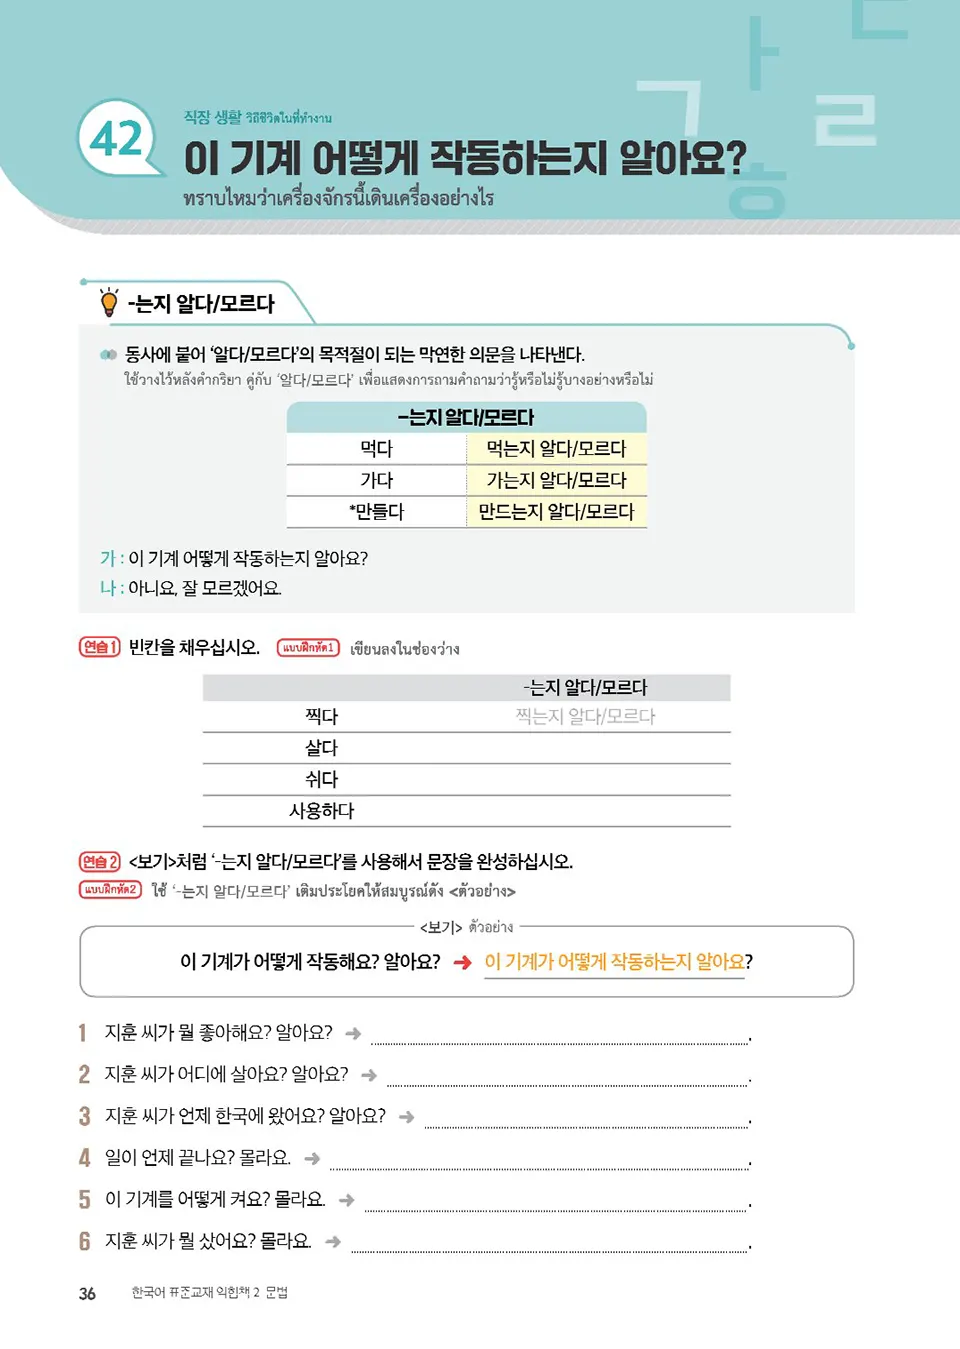 42
직장 생활 วิถีชีวิตในที่ทำงาน
이 기계 어떻게 작동하는지 알아요?
ทราบไหมว่าเครื่องจักรนี้เดินเครื่องอย่างไร
ㄱ ㅏ ㄴ ㄹ ㅎ
-는지 알다/모르다
동사에 붙어 ‘알다/모르다’의 목적절이 되는 막연한 의문을 나타낸다.
ใช้วางไว้หลังคำกริยา คู่กับ ‘알다/모르다’ เพื่อแสดงการถามคำถามว่ารู้หรือไม่รู้บางอย่างหรือไม่
-는지 알다/모르다
먹다 먹는지 알다/모르다
가다 가는지 알다/모르다
*만들다 만드는지 알다/모르다
가 : 이 기계 어떻게 작동하는지 알아요?
나 : 아니요, 잘 모르겠어요.
연습 1 빈칸을 채우십시오. แบบฝึกหัด1 เขียนลงในช่องว่าง
-는지 알다/모르다
찍다 찍는지 알다/모르다
살다
쉬다
사용하다
연습 2 <보기>처럼 ‘-는지 알다/모르다’를 사용해서 문장을 완성하십시오.
แบบฝึกหัด2 ใช้ ‘-는지 알다/모르다’ เติมประโยคให้สมบูรณ์ดัง <ตัวอย่าง>
<보기> ตัวอย่าง
이 기계가 어떻게 작동해요? 알아요? ➜ 이 기계가 어떻게 작동하는지 알아요?
1 지훈 씨가 뭘 좋아해요? 알아요? ➜ .
2 지훈 씨가 어디에 살아요? 알아요? ➜ .
3 지훈 씨가 언제 한국에 왔어요? 알아요? ➜ .
4 일이 언제 끝나요? 몰라요. ➜ .
5 이 기계를 어떻게 켜요? 몰라요. ➜ .
6 지훈 씨가 뭘 샀어요? 몰라요. ➜ .
36 한국어 표준교재 익힘책 2 문법